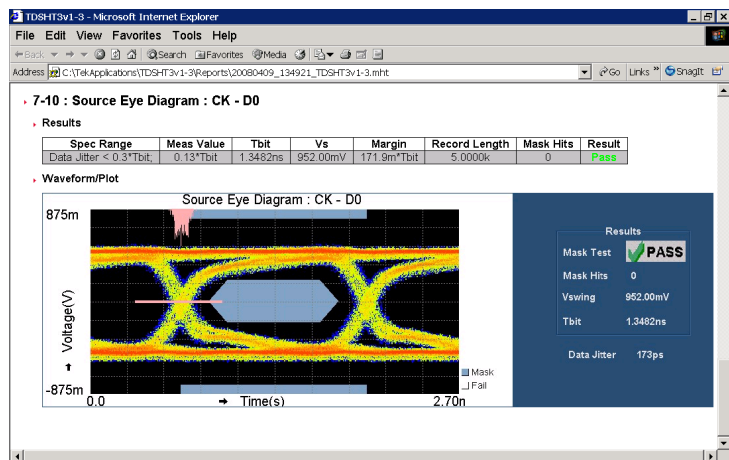 TDSHT3v1-3 - Microsoft Internet Explorer
File Edit View Favorites Tools Help
Back Search Favorites Media
Address C:\TekApplications\TDSHT3v1-3\Reports\20080409_134921_TDSHT3v1-3.mht Go Links » SnagIt
7-10 : Source Eye Diagram : CK - D0
Results
Spec Range Meas Value Tbit Vs Margin Record Length Mask Hits Result
Data Jitter < 0.3*Tbit; 0.13*Tbit 1.3482ns 952.00mV 171.9m*Tbit 5.0000k 0 Pass
Waveform/Plot
Source Eye Diagram : CK - D0
875m
Voltage(V)
-875m
0.0 Time(s) 2.70n
Mask
Fail
Results
Mask Test PASS
Mask Hits 0
Vswing 952.00mV
Tbit 1.3482ns
Data Jitter 173ps